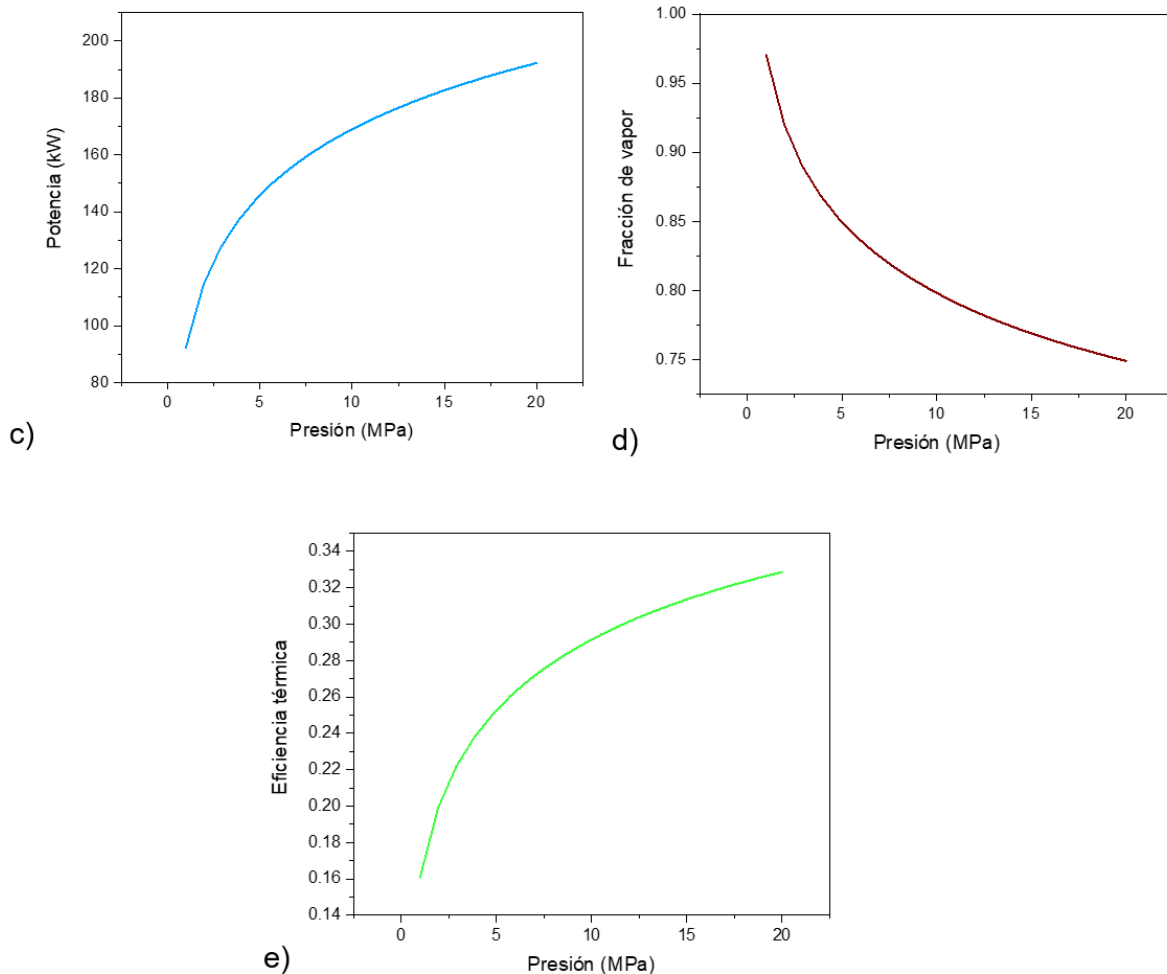 200
180
160
140
120
100
80
Potencia (kW)
0 5 10 15 20
Presión (MPa)
c)
1.00
0.95
0.90
0.85
0.80
0.75
Fracción de vapor
0 5 10 15 20
Presión (MPa)
d)
0.34
0.32
0.30
0.28
0.26
0.24
0.22
0.20
0.18
0.16
0.14
Eficiencia térmica
0 5 10 15 20
Presión (MPa)
e)